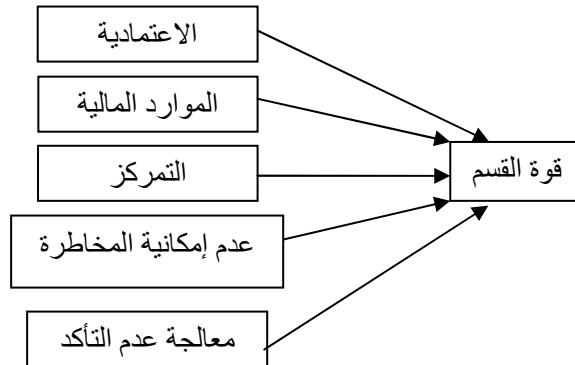 الاعتمادية
الموارد المالية
التمركز
عدم إمكانية المخاطرة
معالجة عدم التأكد
قوة القسم